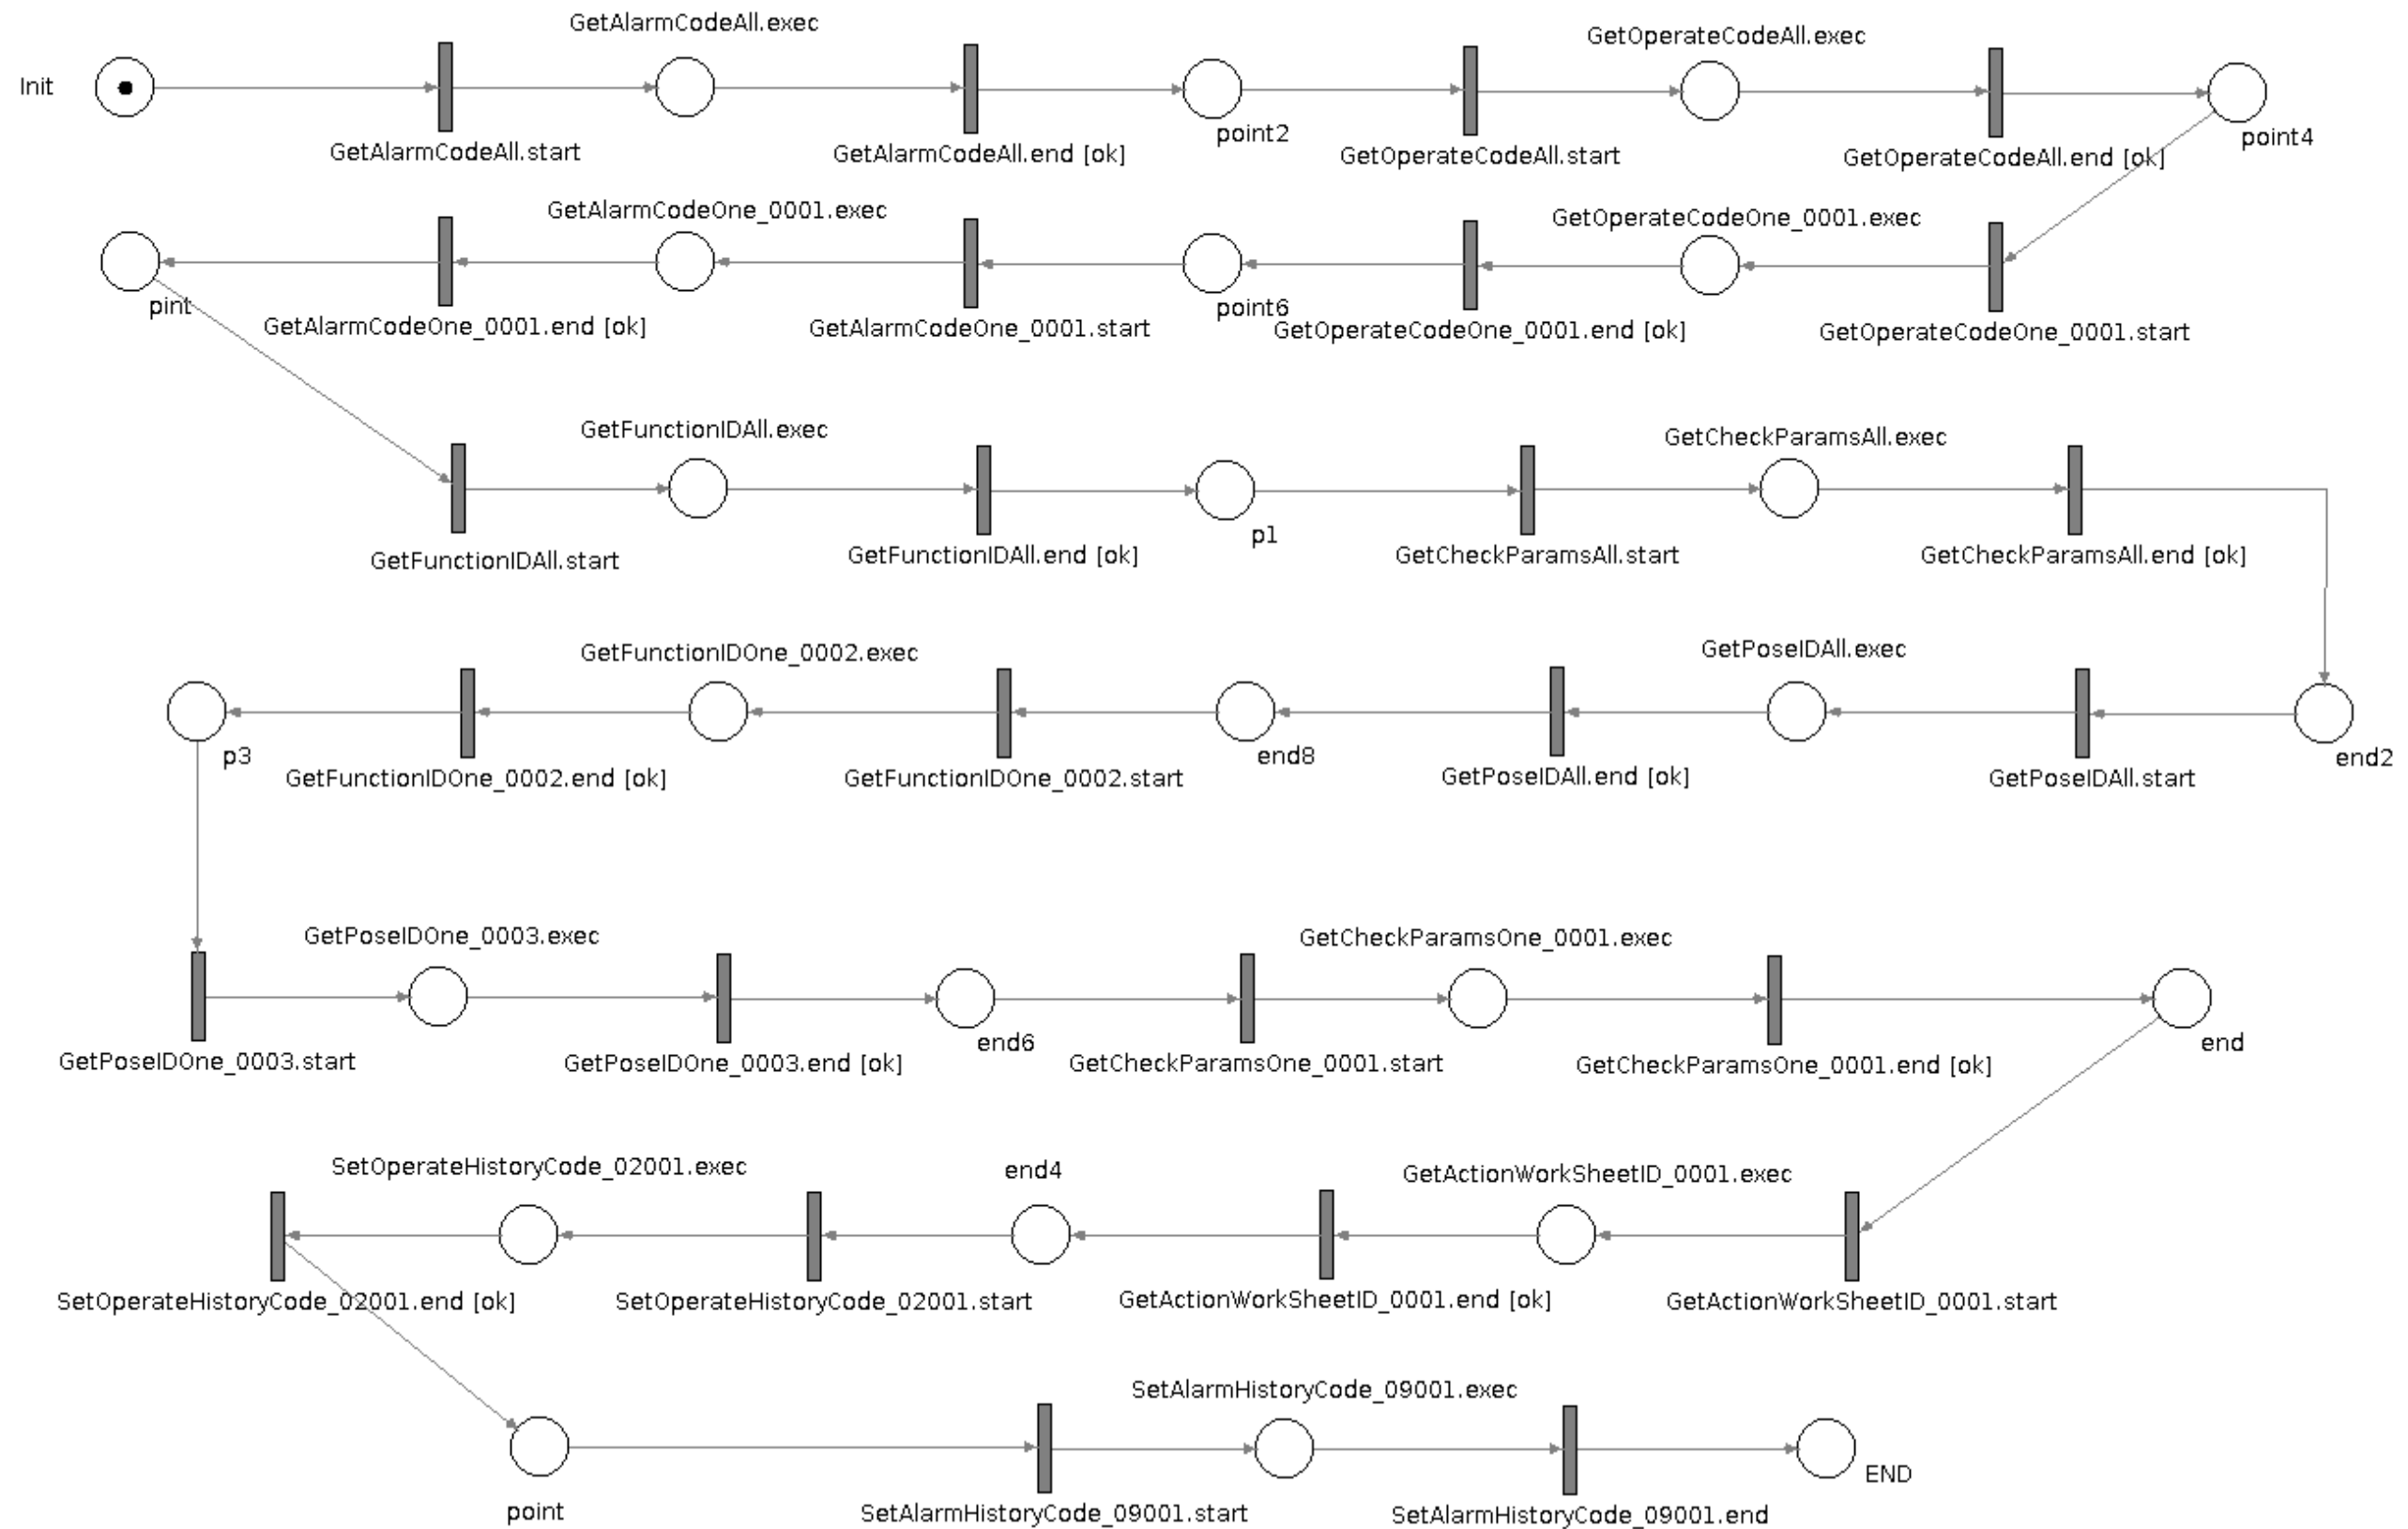 GetAlarmCodeAll.exec
GetOperateCodeAll.exec
Init
point2
point4
GetAlarmCodeAll.start
GetAlarmCodeAll.end [ok]
GetOperateCodeAll.start
GetOperateCodeAll.end [ok]
GetAlarmCodeOne_0001.exec
GetOperateCodeOne_0001.exec
pint
point6
GetAlarmCodeOne_0001.end [ok]
GetAlarmCodeOne_0001.start
GetOperateCodeOne_0001.end [ok]
GetOperateCodeOne_0001.start
GetFunctionIDAll.exec
GetCheckParamsAll.exec
p1
GetFunctionIDAll.start
GetFunctionIDAll.end [ok]
GetCheckParamsAll.start
GetCheckParamsAll.end [ok]
GetFunctionIDOne_0002.exec
GetPoseIDAll.exec
p3
end8
end2
GetFunctionIDOne_0002.end [ok]
GetFunctionIDOne_0002.start
GetPoseIDAll.end [ok]
GetPoseIDAll.start
GetPoseIDOne_0003.exec
GetCheckParamsOne_0001.exec
end6
end
GetPoseIDOne_0003.start
GetPoseIDOne_0003.end [ok]
GetCheckParamsOne_0001.start
GetCheckParamsOne_0001.end [ok]
SetOperateHistoryCode_02001.exec
end4
GetActionWorkSheetID_0001.exec
SetOperateHistoryCode_02001.end [ok]
SetOperateHistoryCode_02001.start
GetActionWorkSheetID_0001.end [ok]
GetActionWorkSheetID_0001.start
SetAlarmHistoryCode_09001.exec
END
point
SetAlarmHistoryCode_09001.start
SetAlarmHistoryCode_09001.end